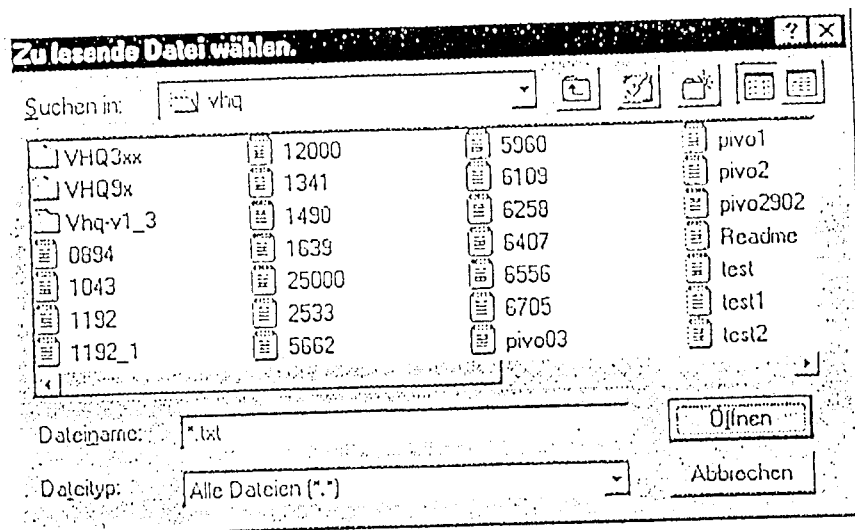 Zu lesende Datei wählen.
Suchen in: vhq
VHQ3xx
VHQ9x
Vhq-v1_3
0894
1043
1192
1192_1
12000
1341
1490
1639
25000
2533
5662
5960
6109
6258
6407
6556
6705
pivo03
pivo1
pivo2
pivo2902
Readme
test
test1
test2
Dateiname: *.txt
Öffnen
Dateityp: Alle Dateien (*.*)
Abbrechen